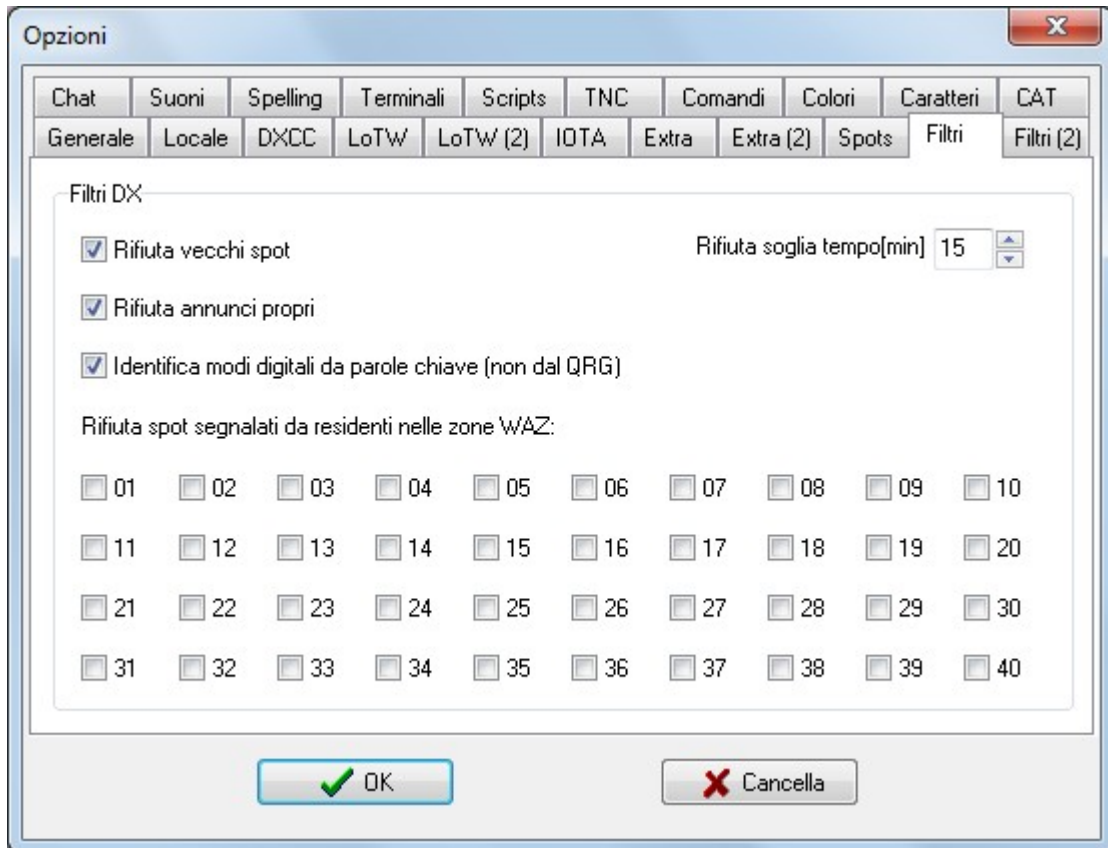 Opzioni
Chat Suoni Spelling Terminali Scripts TNC Comandi Colori Caratteri CAT
Generale Locale DXCC LoTW LoTW (2) IOTA Extra Extra (2) Spots Filtri Filtri (2)
Filtri DX
Rifiuta vecchi spot Rifiuta soglia tempo[min] 15
Rifiuta annunci propri
Identifica modi digitali da parole chiave (non dal QRG)
Rifiuta spot segnalati da residenti nelle zone WAZ:
01 02 03 04 05 06 07 08 09 10
11 12 13 14 15 16 17 18 19 20
21 22 23 24 25 26 27 28 29 30
31 32 33 34 35 36 37 38 39 40
OK Cancella